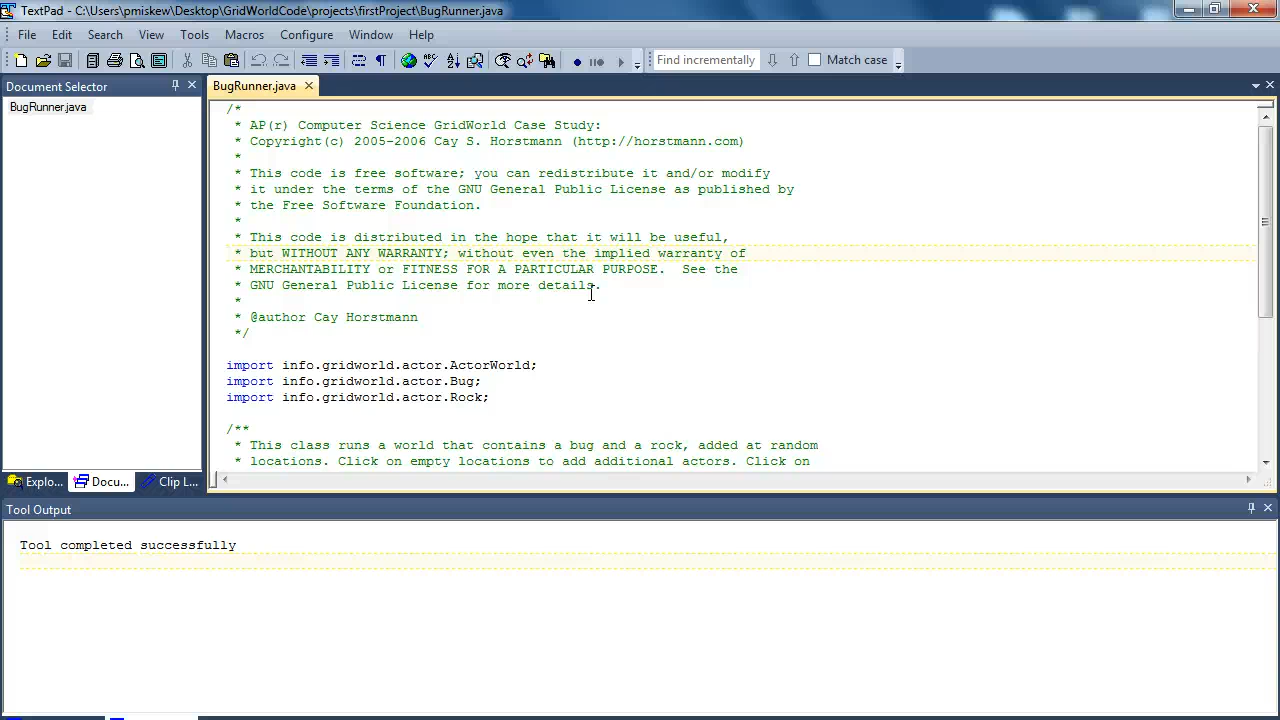 TextPad - C:\Users\pmiskew\Desktop\GridWorldCode\projects\firstProject\BugRunner.java
File Edit Search View Tools Macros Configure Window Help
Find incrementally Match case
Document Selector
BugRunner.java
BugRunner.java
/*
* AP(r) Computer Science GridWorld Case Study:
* Copyright(c) 2005-2006 Cay S. Horstmann (http://horstmann.com)
*
* This code is free software; you can redistribute it and/or modify
* it under the terms of the GNU General Public License as published by
* the Free Software Foundation.
*
* This code is distributed in the hope that it will be useful,
* but WITHOUT ANY WARRANTY; without even the implied warranty of
* MERCHANTABILITY or FITNESS FOR A PARTICULAR PURPOSE.  See the
* GNU General Public License for more details.
*
* @author Cay Horstmann
*/
import info.gridworld.actor.ActorWorld;
import info.gridworld.actor.Bug;
import info.gridworld.actor.Rock;
/**
* This class runs a world that contains a bug and a rock, added at random
* locations. Click on empty locations to add additional actors. Click on
Explo... Docu... Clip L...
Tool Output
Tool completed successfully